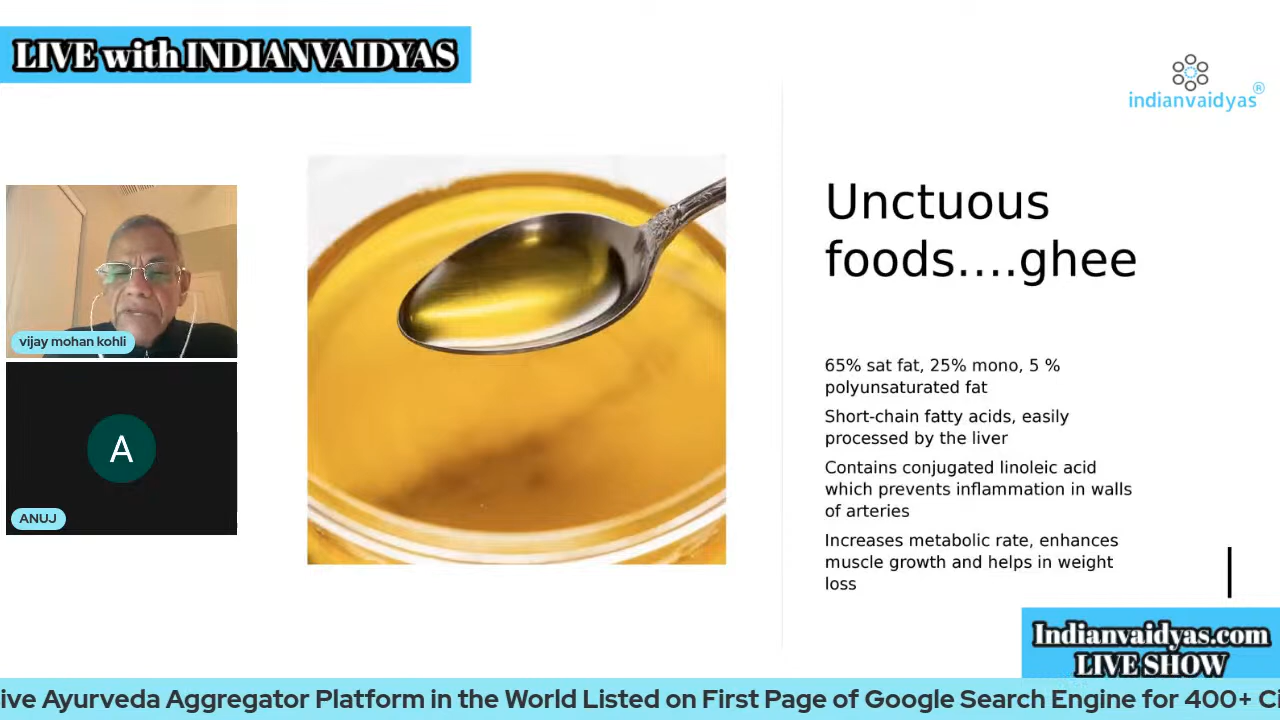 LIVE with INDIANVAIDYAS
indianvaidyas®
vijay mohan kohli
A
ANUJ
Unctuous
foods....ghee
65% sat fat, 25% mono, 5 %
polyunsaturated fat
Short-chain fatty acids, easily
processed by the liver
Contains conjugated linoleic acid
which prevents inflammation in walls
of arteries
Increases metabolic rate, enhances
muscle growth and helps in weight
loss
Indianvaidyas.com
LIVE SHOW
ive Ayurveda Aggregator Platform in the World Listed on First Page of Google Search Engine for 400+ Ci